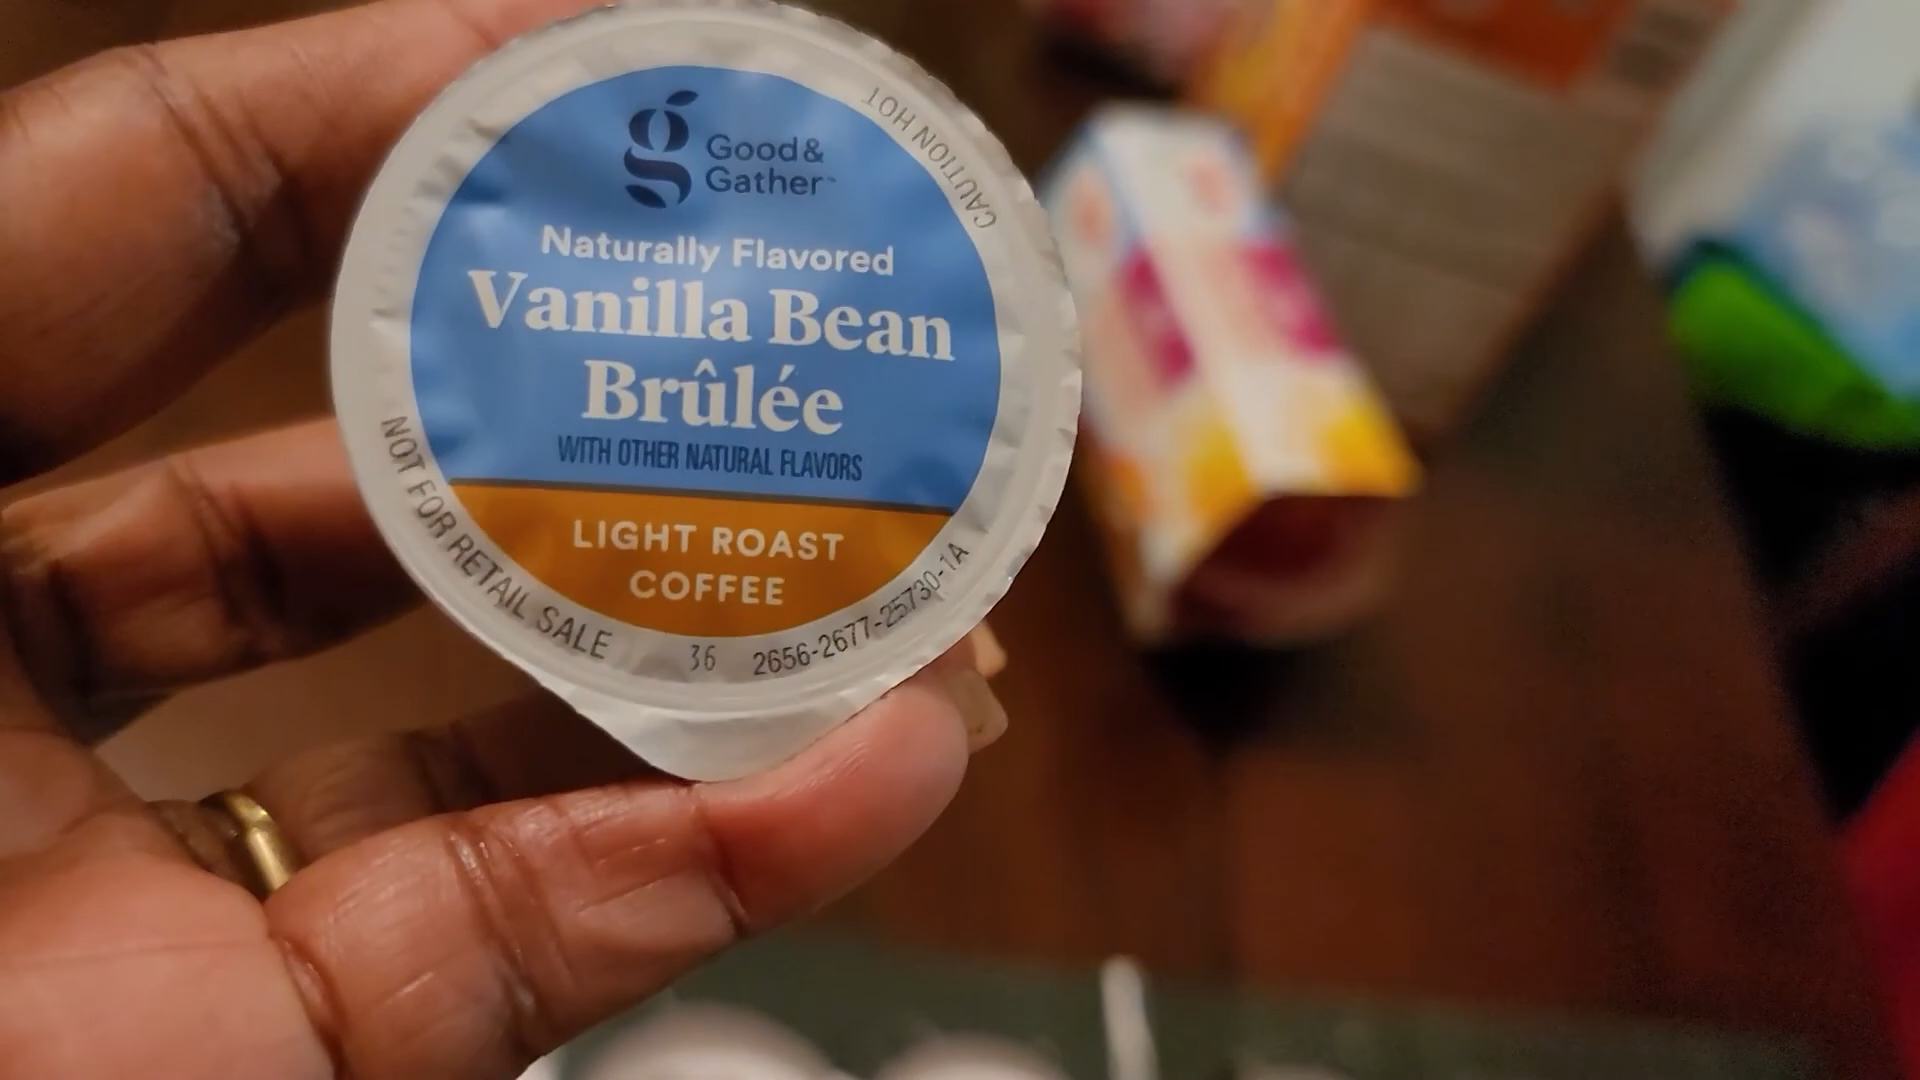 Good &
Gather™
CAUTION HOT
Naturally Flavored
Vanilla Bean
Brûlée
WITH OTHER NATURAL FLAVORS
LIGHT ROAST
COFFEE
NOT FOR RETAIL SALE
36
2656-2677-25730-1A